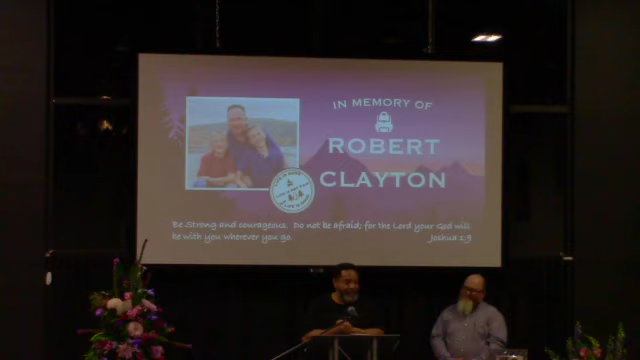 IN MEMORY OF
ROBERT
CLAYTON
Be Strong and courageous. Do not be afraid; for the Lord your God will
be with you wherever you go.
Joshua 1:9